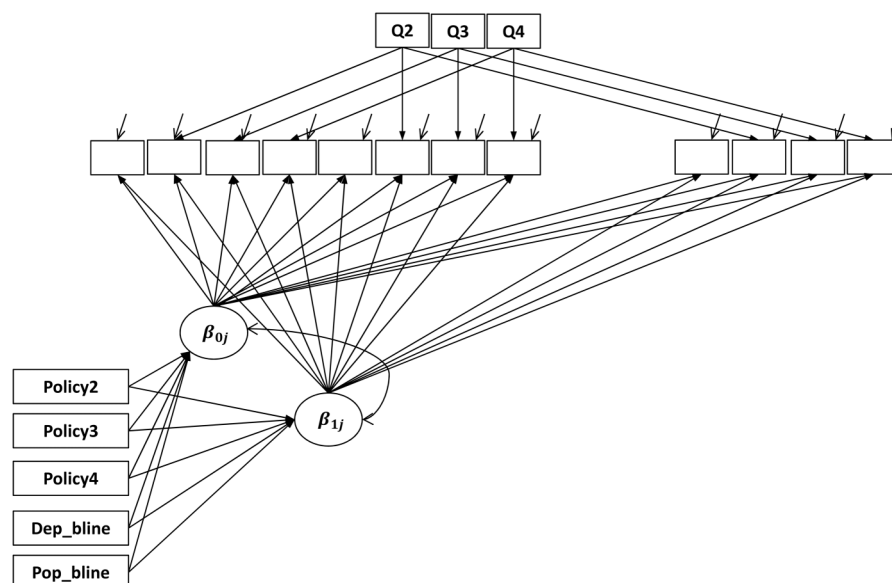 Q2 Q3 Q4
β0j
Policy2
β1j
Policy3
Policy4
Dep_bline
Pop_bline